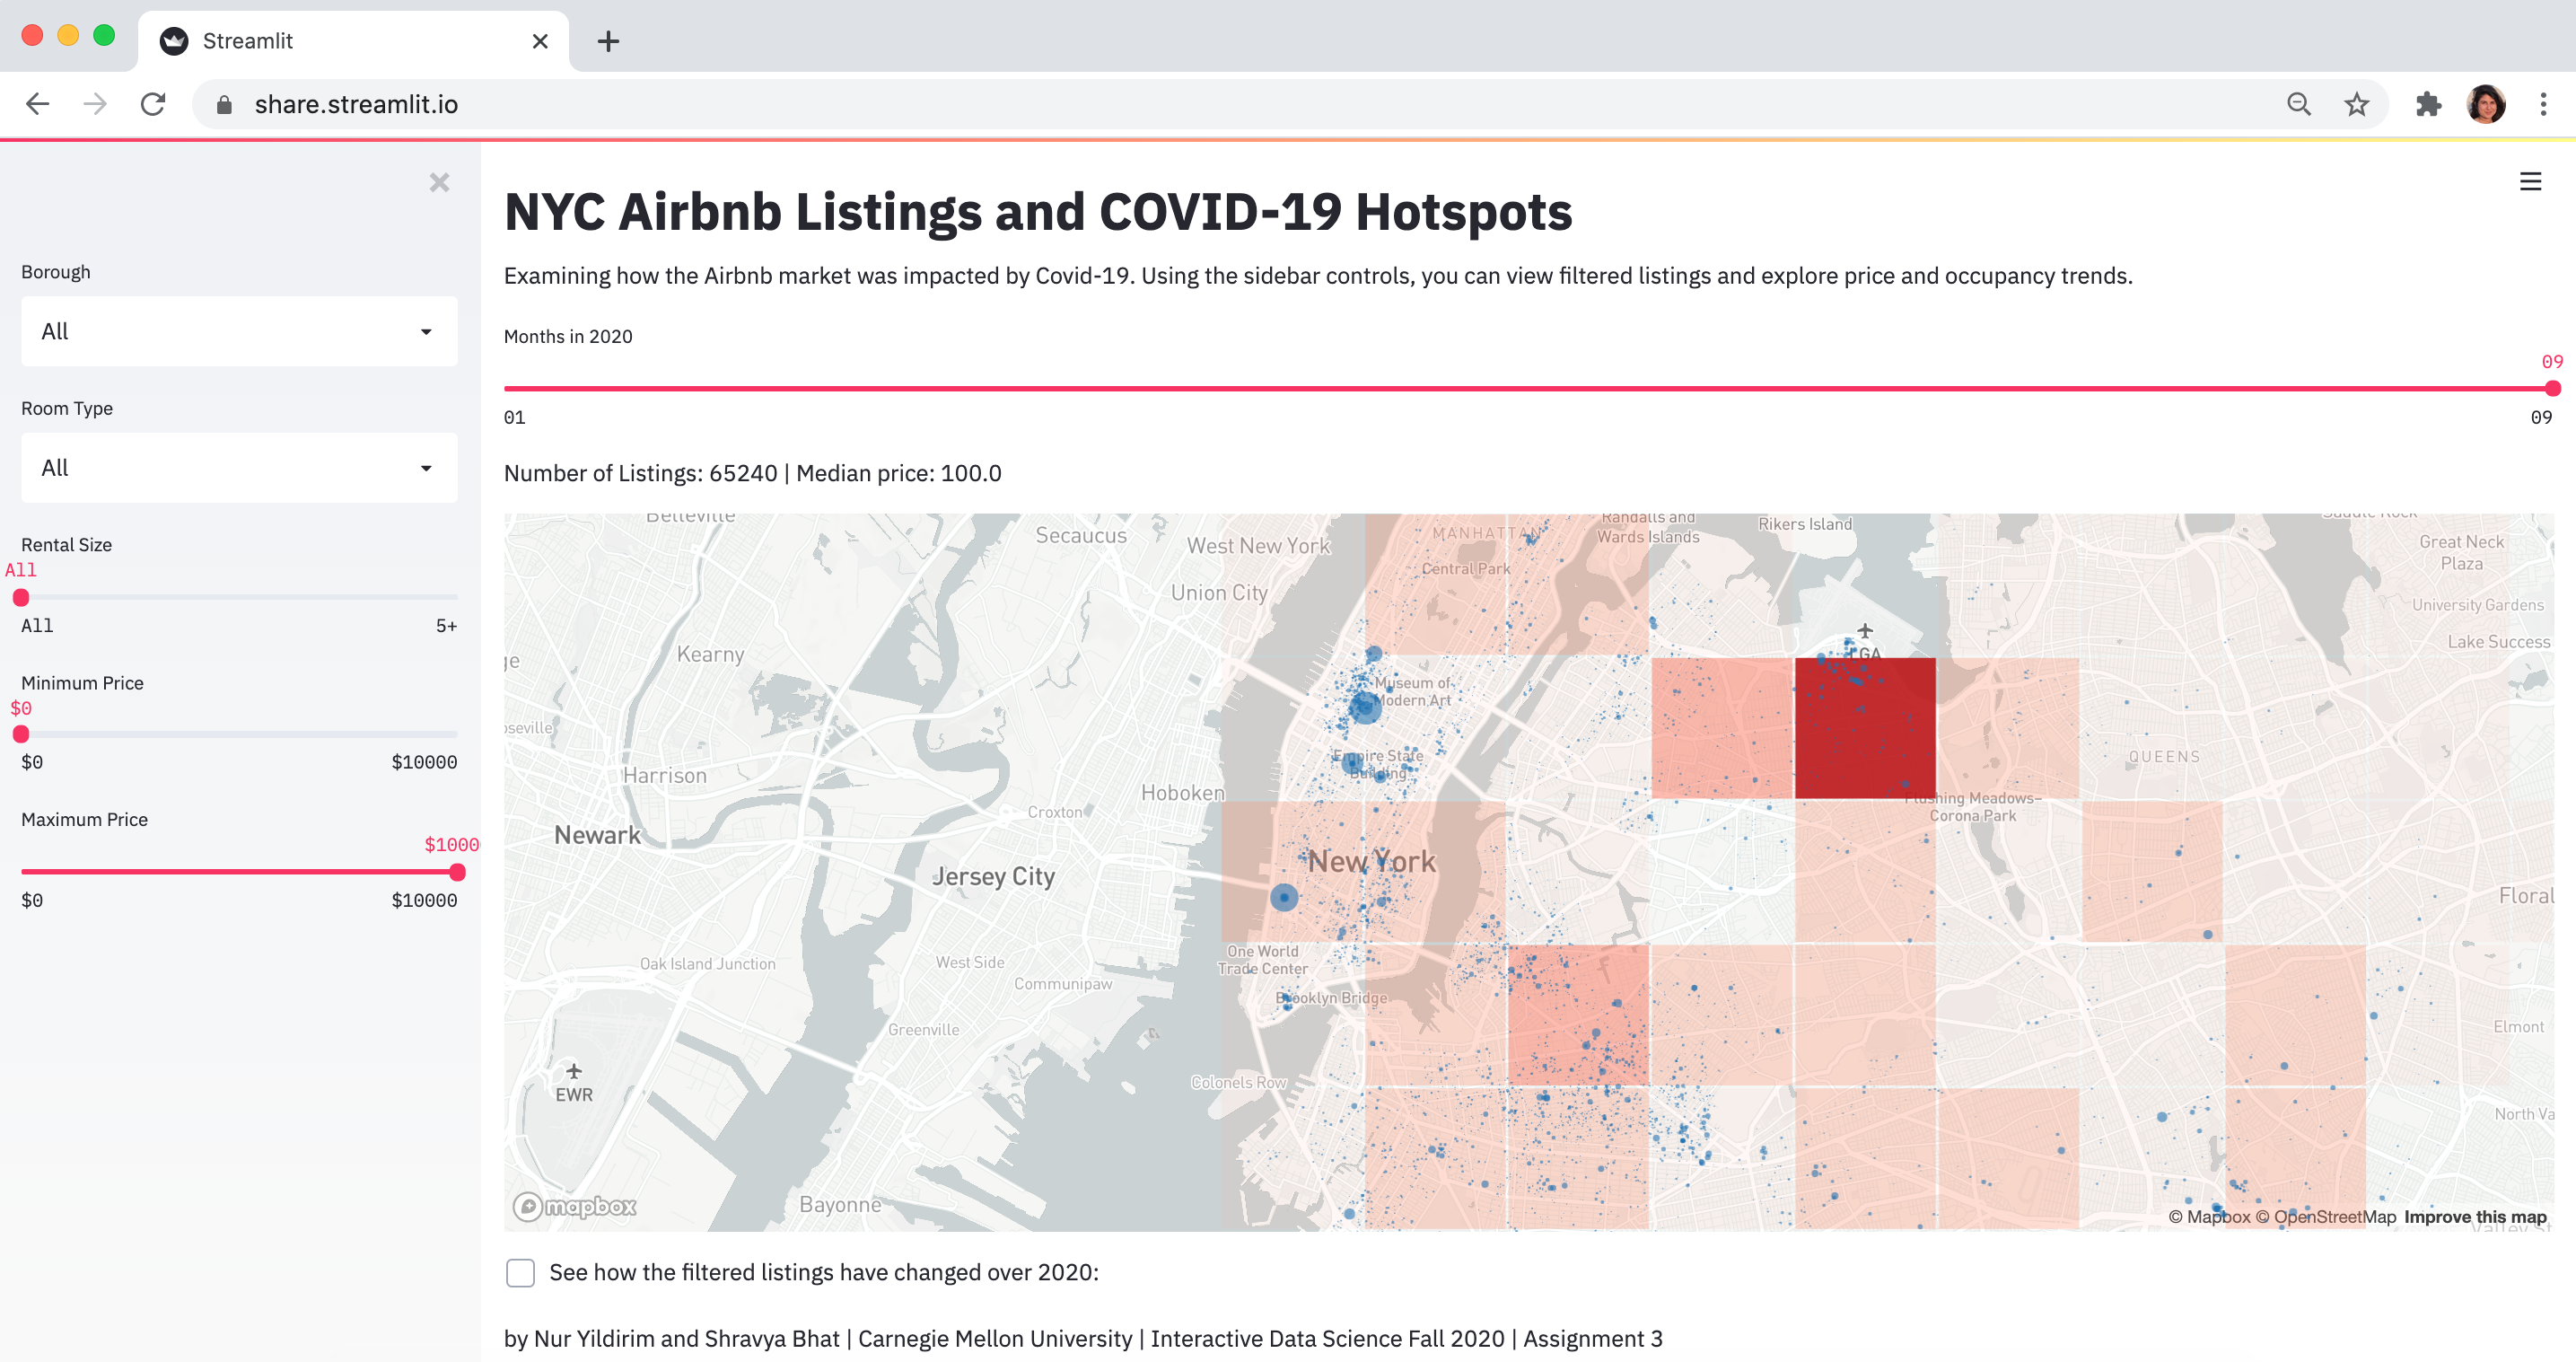 Streamlit
share.streamlit.io
NYC Airbnb Listings and COVID-19 Hotspots
Examining how the Airbnb market was impacted by Covid-19. Using the sidebar controls, you can view filtered listings and explore price and occupancy trends.
Borough
All
Room Type
All
Rental Size
All
All 5+
Minimum Price
$0
$0 $10000
Maximum Price
$1000
$0 $10000
Months in 2020
09
01 09
Number of Listings: 65240 | Median price: 100.0
Belleville
Secaucus
West New York
Union City
MANHATTAN
Central Park
Randalls and
Wards Islands
Rikers Island
Great Neck
Plaza
University Gardens
Lake Success
LGA
Kearny
Museum of
Modern Art
Empire State
Building
QUEENS
Harrison
Hoboken
Croxton
Flushing Meadows–
Corona Park
Newark
Jersey City
New York
Floral
One World
Trade Center
Oak Island Junction
West Side
Communipaw
Brooklyn Bridge
Greenville
Elmont
EWR
Colonels Row
North Va
Bayonne
mapbox
© Mapbox © OpenStreetMap Improve this map
See how the filtered listings have changed over 2020:
by Nur Yildirim and Shravya Bhat | Carnegie Mellon University | Interactive Data Science Fall 2020 | Assignment 3